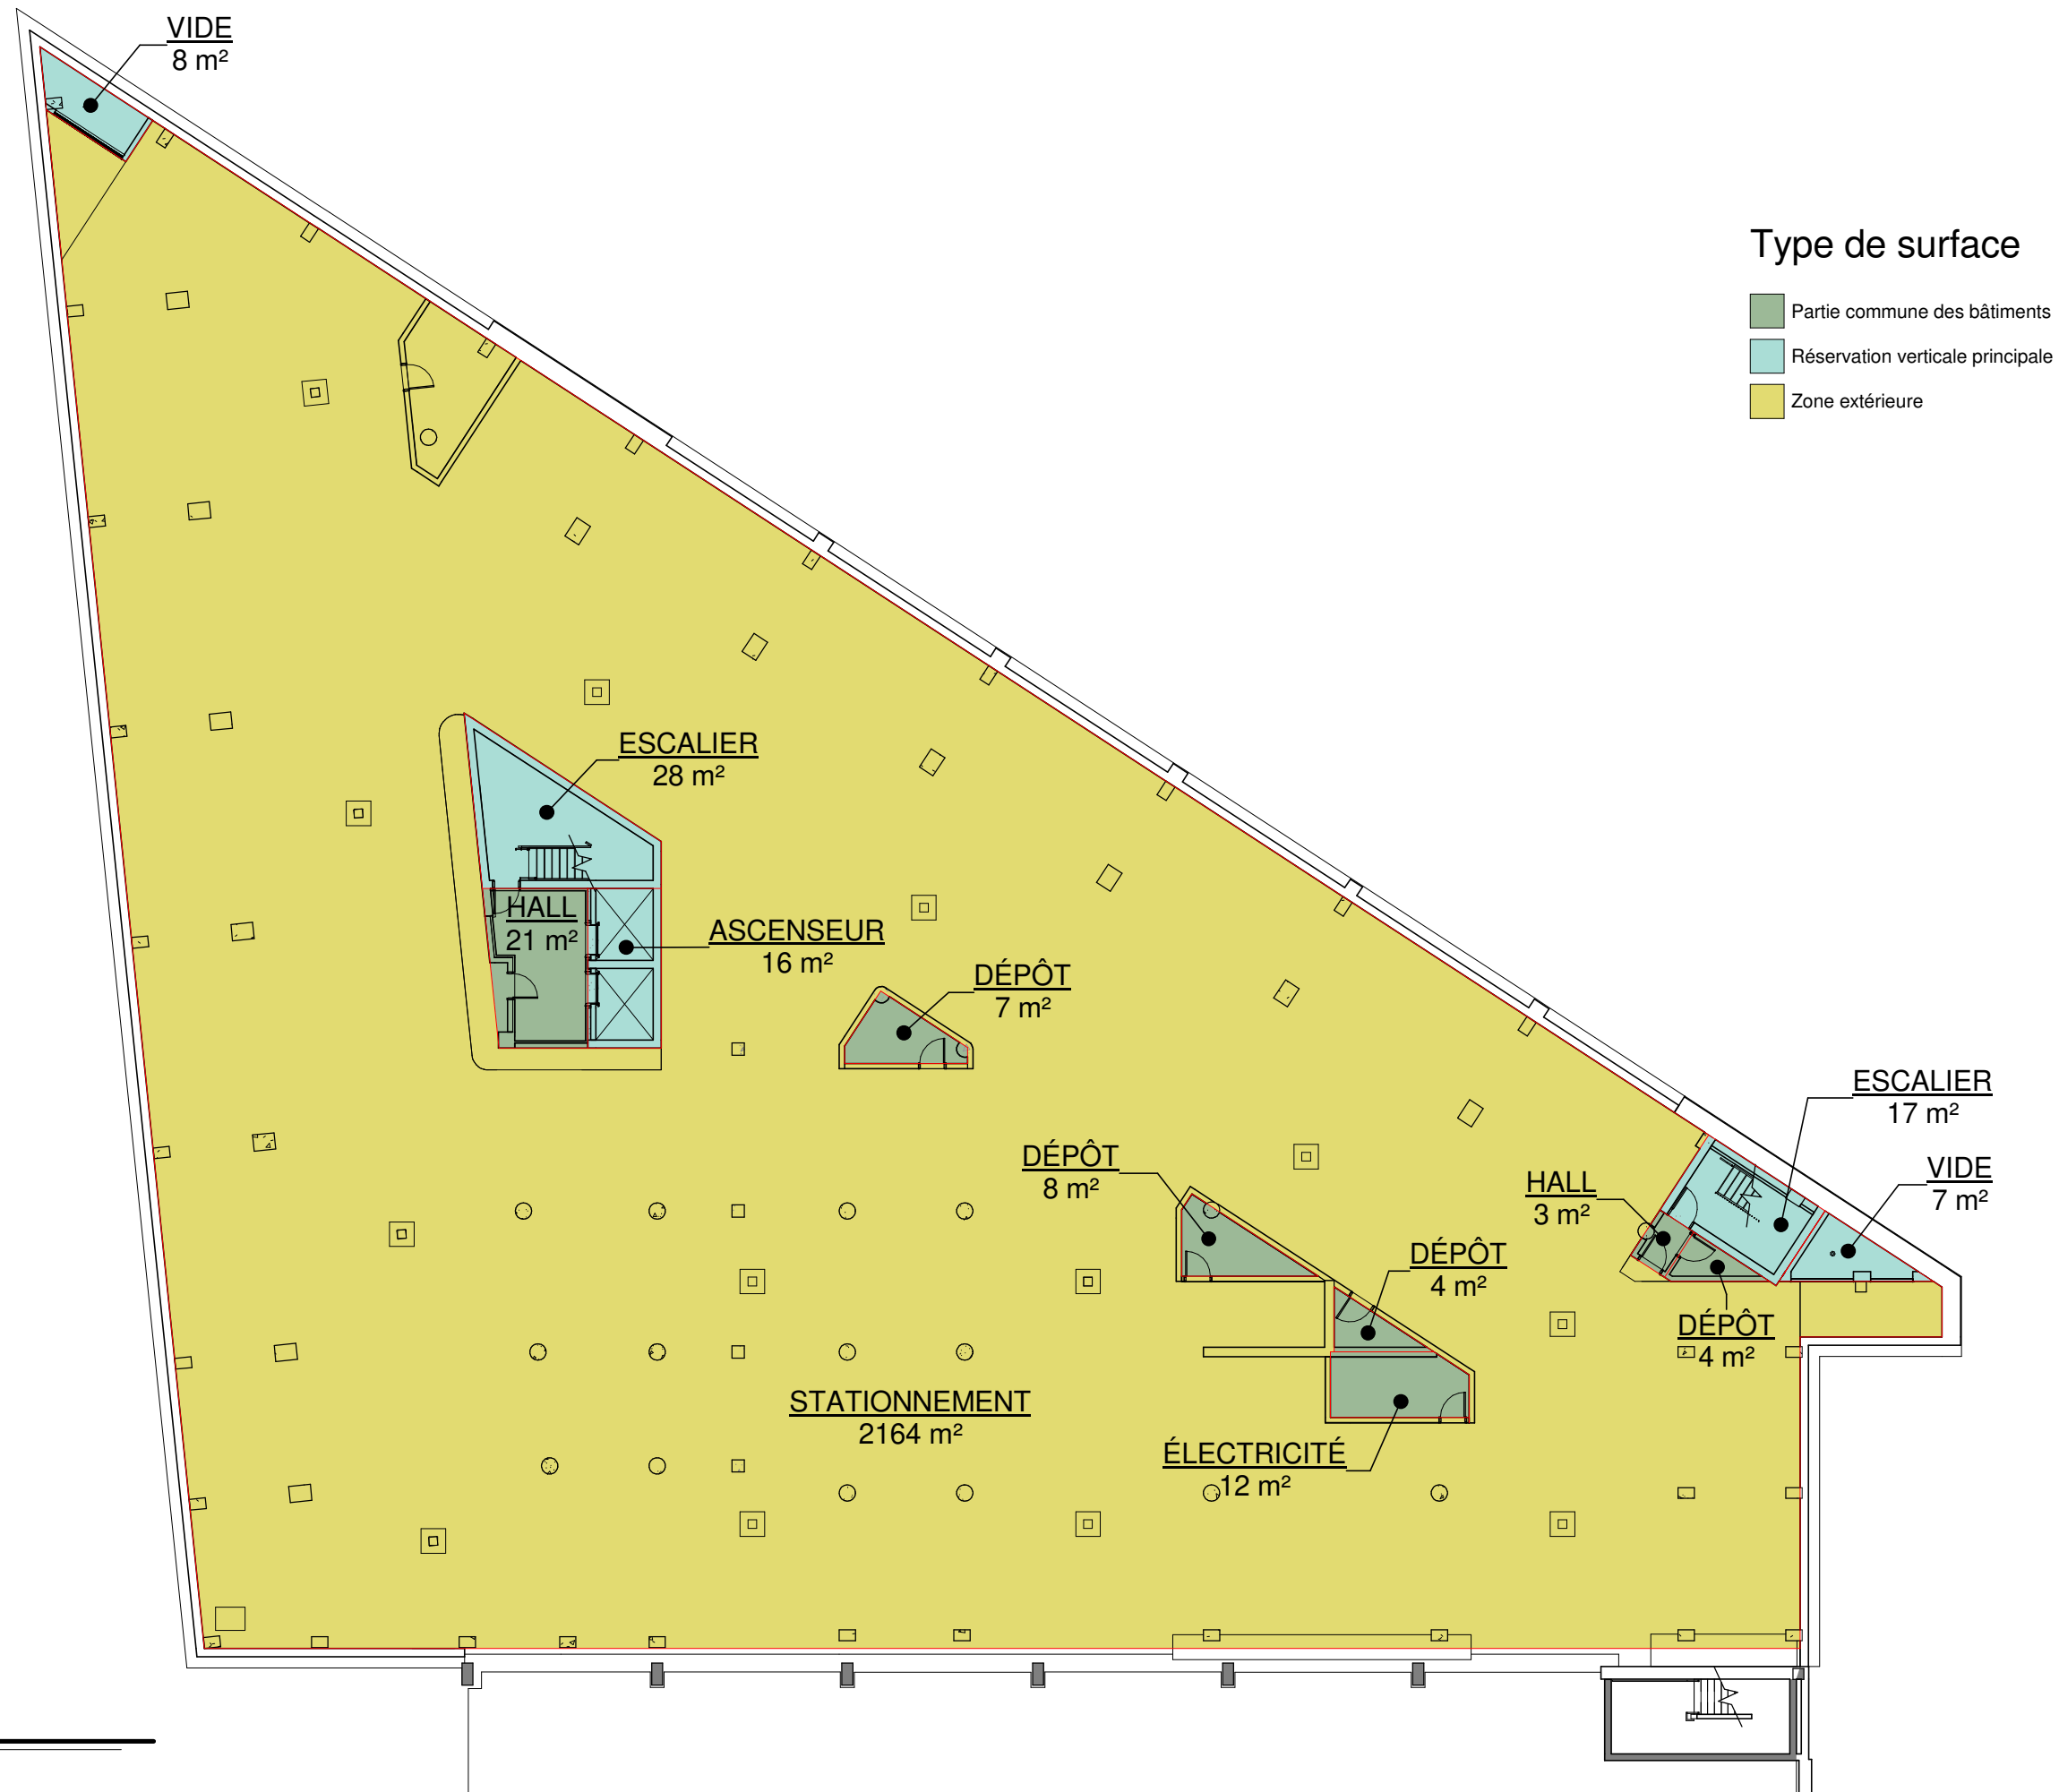 VIDE
8 m²
Type de surface
Partie commune des bâtiments
Réservation verticale principale
Zone extérieure
ESCALIER
28 m²
HALL
21 m²
ASCENSEUR
16 m²
DÉPÔT
7 m²
ESCALIER
17 m²
DÉPÔT
8 m²
HALL
3 m²
VIDE
7 m²
DÉPÔT
4 m²
DÉPÔT
4 m²
STATIONNEMENT
2164 m²
ÉLECTRICITÉ
12 m²